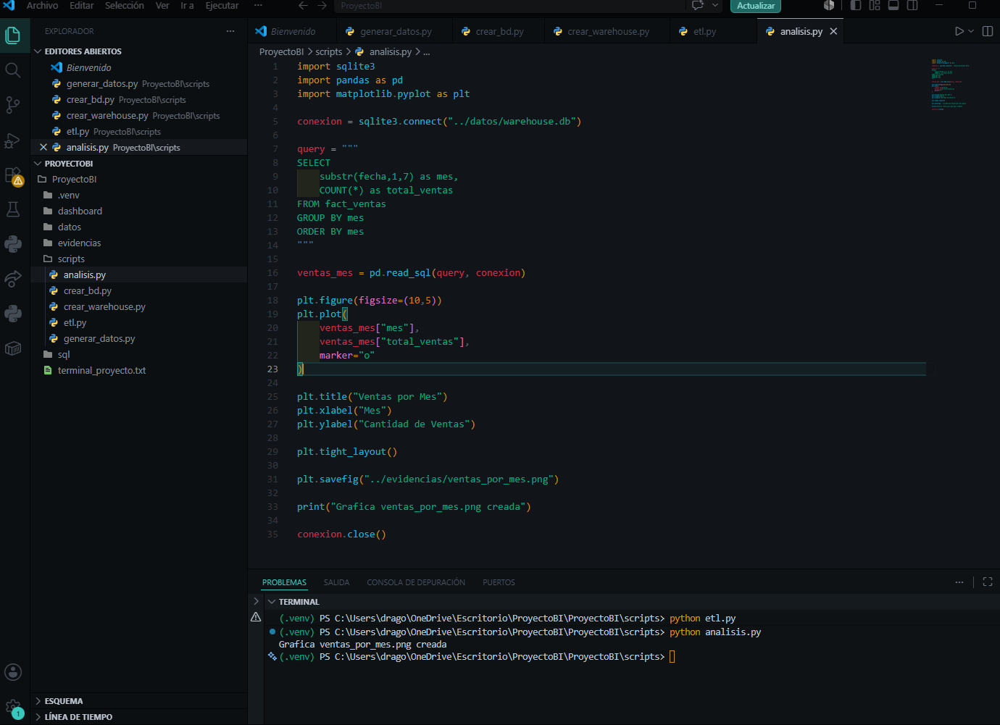 Archivo Editar Selección Ver Ir a Ejecutar ··· ProyectoBI Actualizar
EXPLORADOR ···
EDITORES ABIERTOS
Bienvenido
generar_datos.py ProyectoBI\scripts
crear_bd.py ProyectoBI\scripts
crear_warehouse.py ProyectoBI\scripts
etl.py ProyectoBI\scripts
analisis.py ProyectoBI\scripts
PROYECTOBI
ProyectoBI
.venv
dashboard
datos
evidencias
scripts
analisis.py
crear_bd.py
crear_warehouse.py
etl.py
generar_datos.py
sql
terminal_proyecto.txt
ESQUEMA
LÍNEA DE TIEMPO
1
Bienvenido generar_datos.py crear_bd.py crear_warehouse.py etl.py analisis.py
ProyectoBI > scripts > analisis.py > ...
1 import sqlite3
2 import pandas as pd
3 import matplotlib.pyplot as plt
4
5 conexion = sqlite3.connect("../datos/warehouse.db")
6
7 query = """
8 SELECT
9     substr(fecha,1,7) as mes,
10     COUNT(*) as total_ventas
11 FROM fact_ventas
12 GROUP BY mes
13 ORDER BY mes
14 """
15
16 ventas_mes = pd.read_sql(query, conexion)
17
18 plt.figure(figsize=(10,5))
19 plt.plot(
20     ventas_mes["mes"],
21     ventas_mes["total_ventas"],
22     marker="o"
23 )
24
25 plt.title("Ventas por Mes")
26 plt.xlabel("Mes")
27 plt.ylabel("Cantidad de Ventas")
28
29 plt.tight_layout()
30
31 plt.savefig("../evidencias/ventas_por_mes.png")
32
33 print("Grafica ventas_por_mes.png creada")
34
35 conexion.close()
PROBLEMAS SALIDA CONSOLA DE DEPURACIÓN PUERTOS ···
TERMINAL
(.venv) PS C:\Users\drago\OneDrive\Escritorio\ProyectoBI\ProyectoBI\scripts> python etl.py
(.venv) PS C:\Users\drago\OneDrive\Escritorio\ProyectoBI\ProyectoBI\scripts> python analisis.py
Grafica ventas_por_mes.png creada
(.venv) PS C:\Users\drago\OneDrive\Escritorio\ProyectoBI\ProyectoBI\scripts>